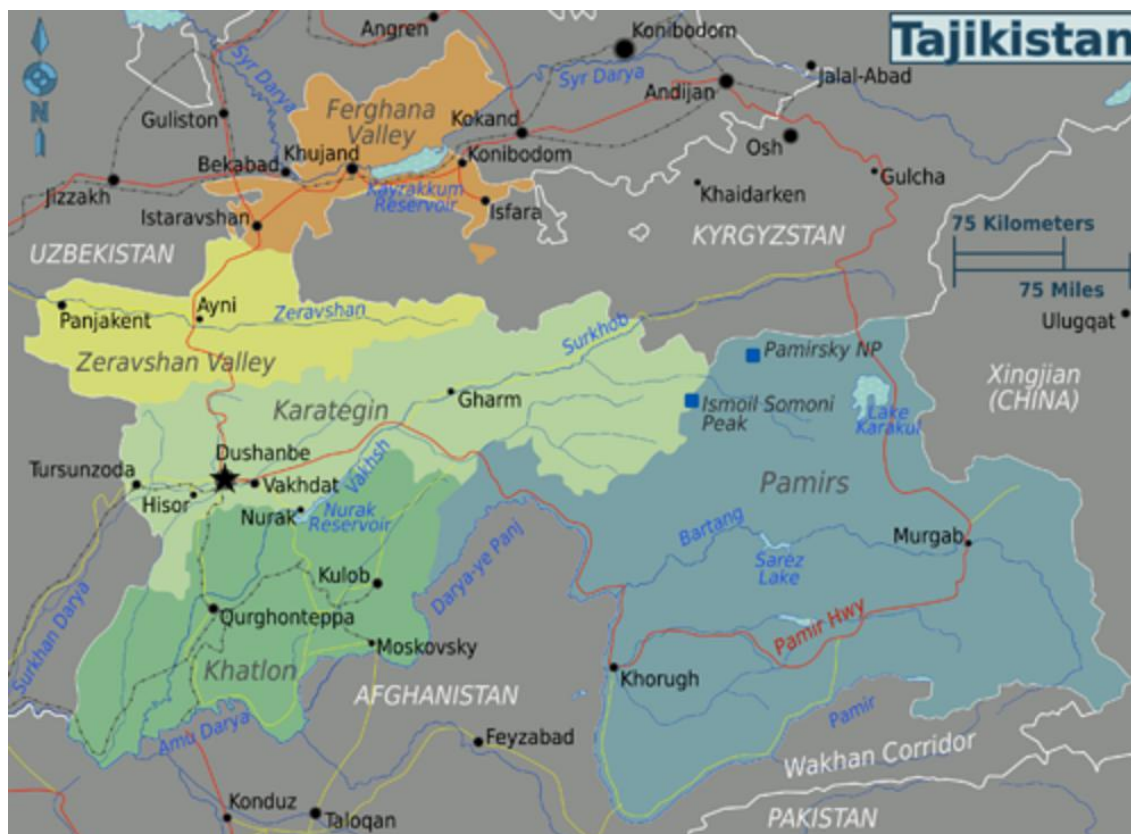 Tajikistan
N
Angren
Konibodom
Syr Darya
Syr Darya
Jalal-Abad
Andijan
Guliston
Ferghana
Valley
Kokand
Osh
Bekabad
Khujand
Konibodom
Gulcha
Jizzakh
Kayrakkum
Reservoir
Isfara
Khaidarken
Istaravshan
UZBEKISTAN
KYRGYZSTAN
75 Kilometers
75 Miles
Panjakent
Ayni
Zeravshan
Surkhob
Ulugqat
Zeravshan Valley
Pamirsky NP
Xingjian
(CHINA)
Karategin
Gharm
Ismoil Somoni
Peak
Lake
Karakul
Dushanbe
Tursunzoda
Hisor
Vakhdat
Vakhsh
Pamirs
Nurak
Nurak
Reservoir
Bartang
Murgab
Sarez
Lake
Kulob
Darya-ye Panj
Surkhan Darya
Qurghonteppa
Pamir Hwy
Khatlon
Moskovsky
Khorugh
AFGHANISTAN
Amu Darya
Feyzabad
Pamir
Wakhan Corridor
Konduz
Taloqan
PAKISTAN